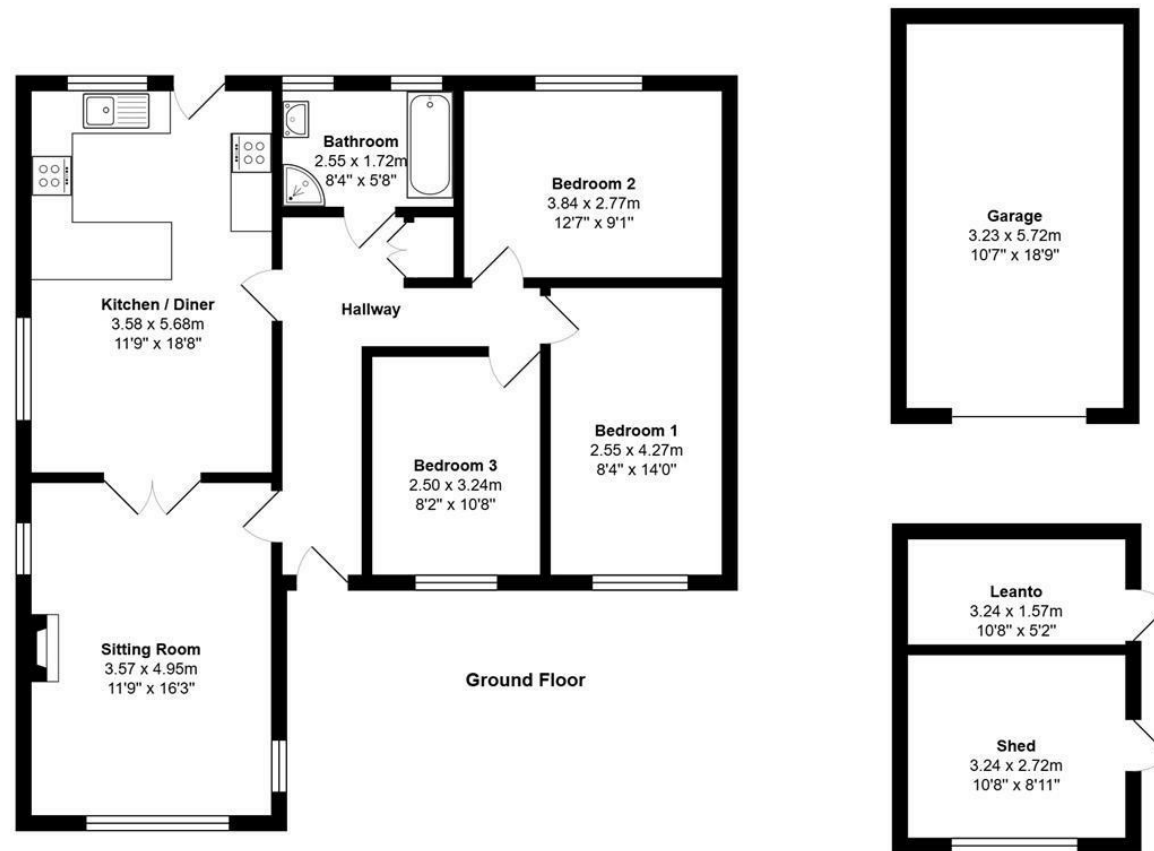 Kitchen / Diner
3.58 x 5.68m
11'9" x 18'8"
Bathroom
2.55 x 1.72m
8'4" x 5'8"
Bedroom 2
3.84 x 2.77m
12'7" x 9'1"
Hallway
Bedroom 1
2.55 x 4.27m
8'4" x 14'0"
Bedroom 3
2.50 x 3.24m
8'2" x 10'8"
Sitting Room
3.57 x 4.95m
11'9" x 16'3"
Ground Floor
Garage
3.23 x 5.72m
10'7" x 18'9"
Leanto
3.24 x 1.57m
10'8" x 5'2"
Shed
3.24 x 2.72m
10'8" x 8'11"